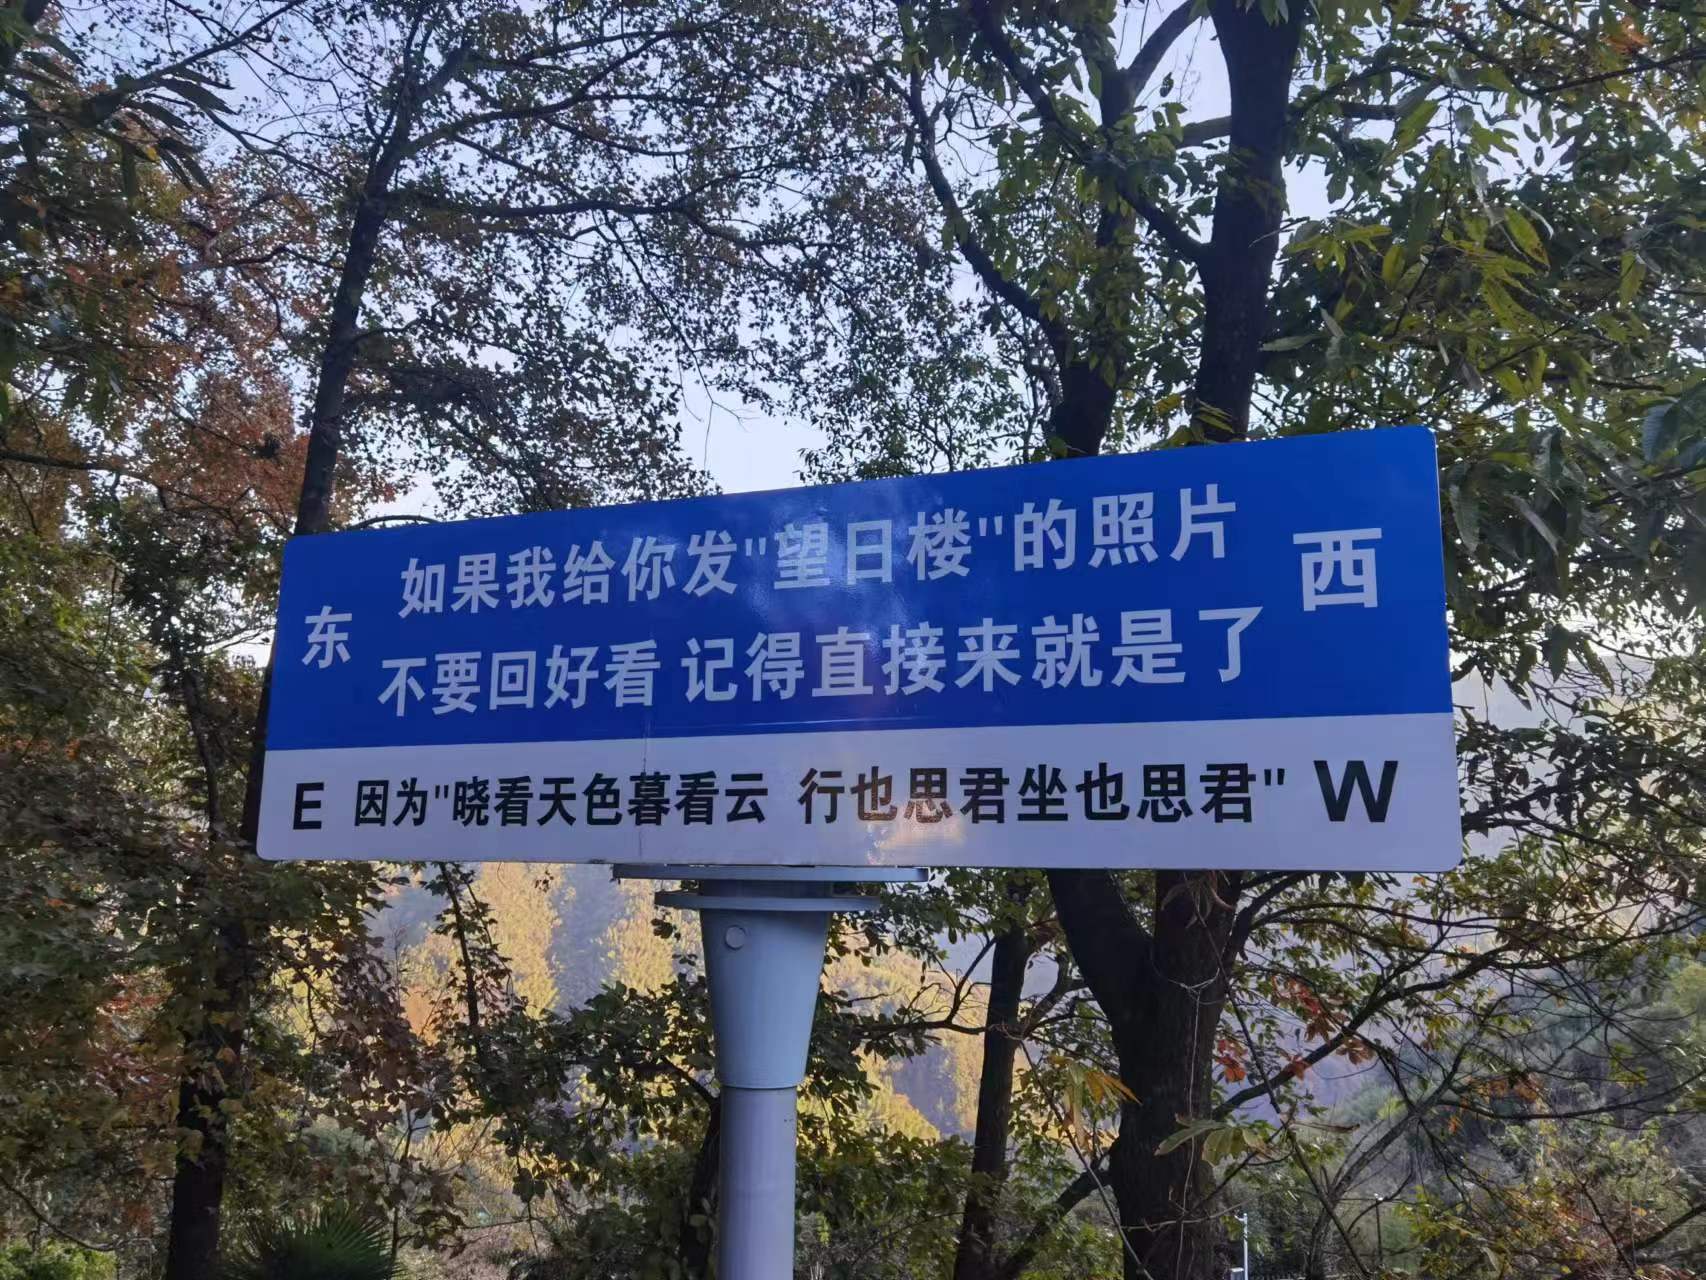 如果我给你发"望日楼"的照片
东 西
不要回好看 记得直接来就是了
E 因为"晓看天色暮看云 行也思君坐也思君" W